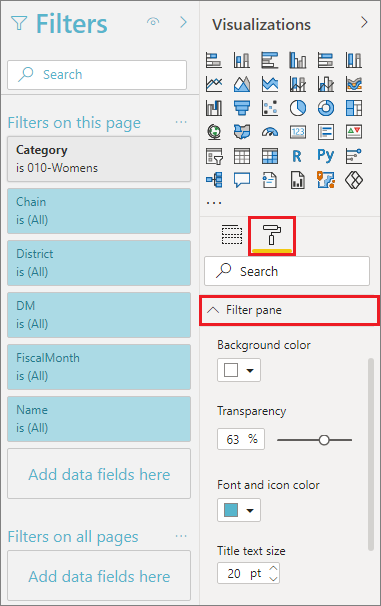 Filters
Search
Filters on this page
...
Category
is 010-Womens
Chain
is (All)
District
is (All)
DM
is (All)
FiscalMonth
is (All)
Name
is (All)
Add data fields here
Filters on all pages
...
Add data fields here
Visualizations
123
R
Py
...
Search
Filter pane
Background color
Transparency
63 %
Font and icon color
Title text size
20 pt